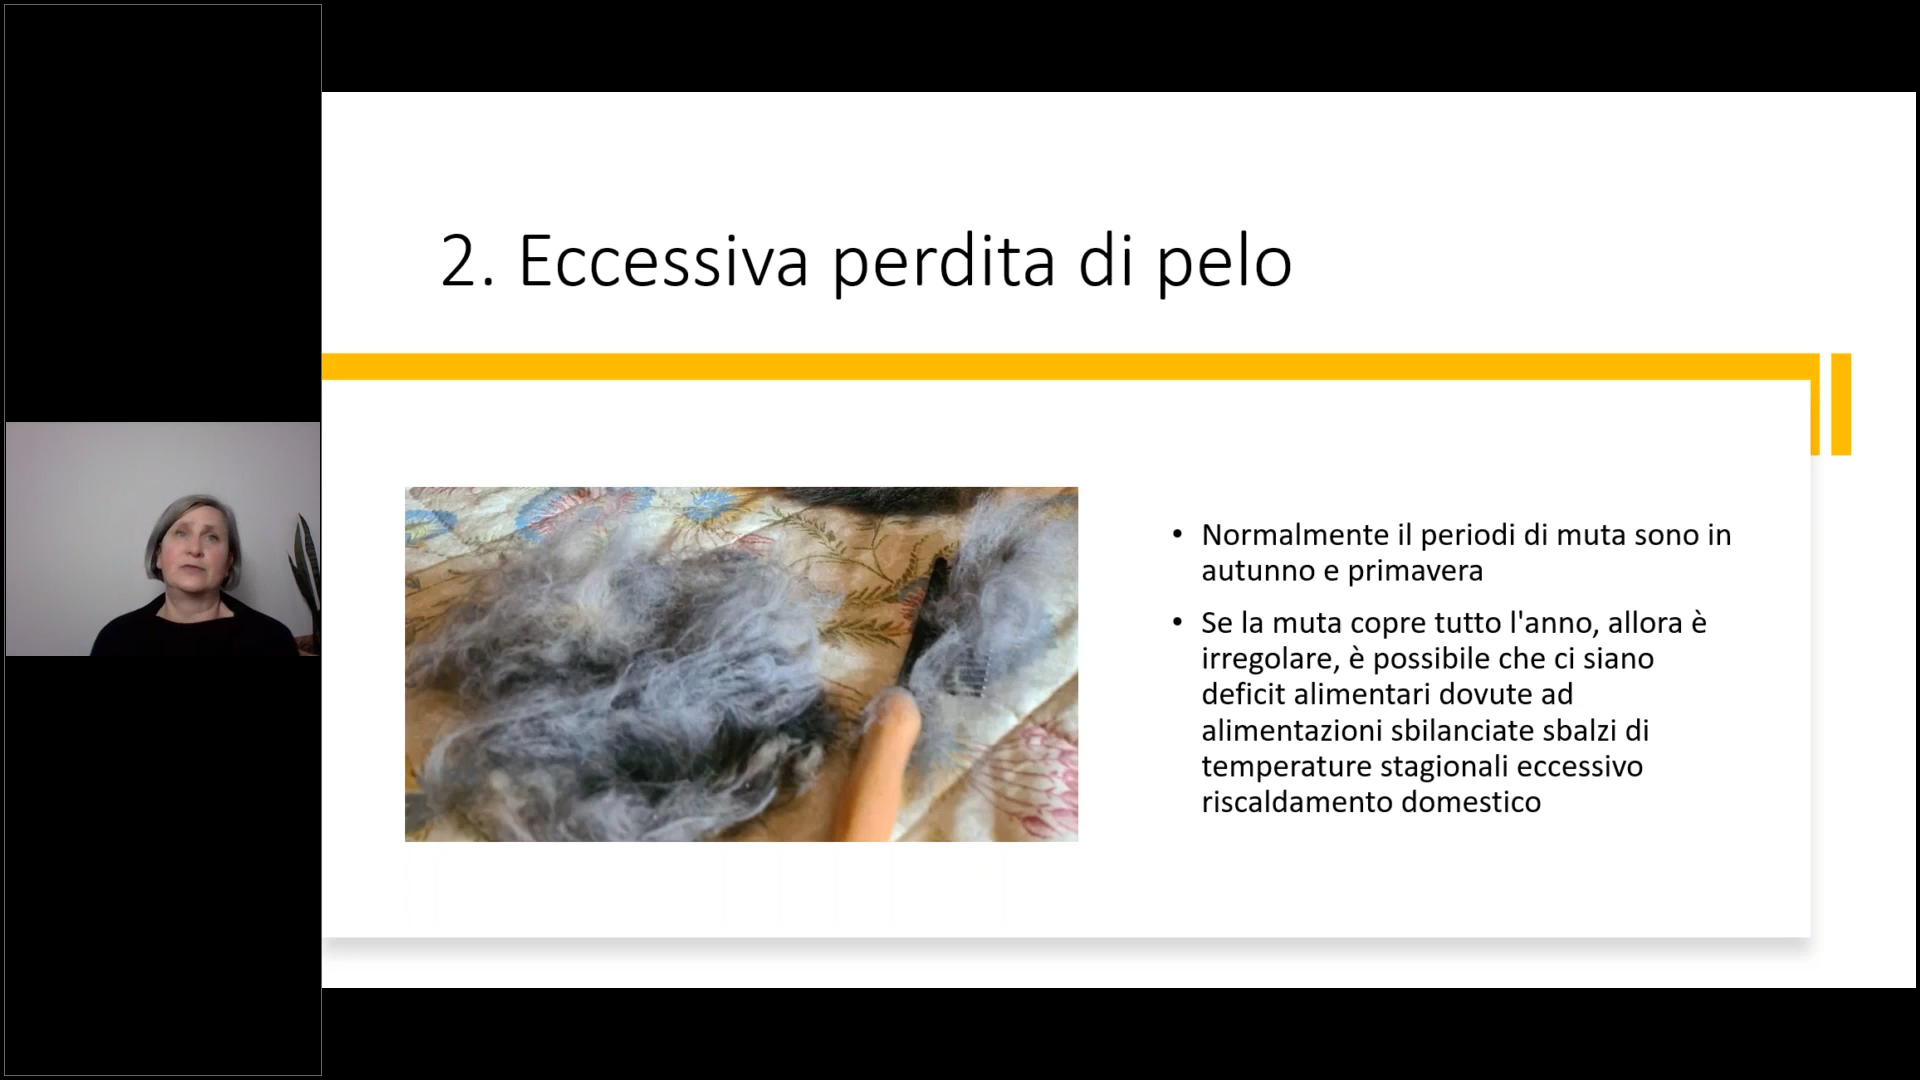 2. Eccessiva perdita di pelo
• Normalmente il periodi di muta sono in
autunno e primavera
• Se la muta copre tutto l'anno, allora è
irregolare, è possibile che ci siano
deficit alimentari dovute ad
alimentazioni sbilanciate sbalzi di
temperature stagionali eccessivo
riscaldamento domestico